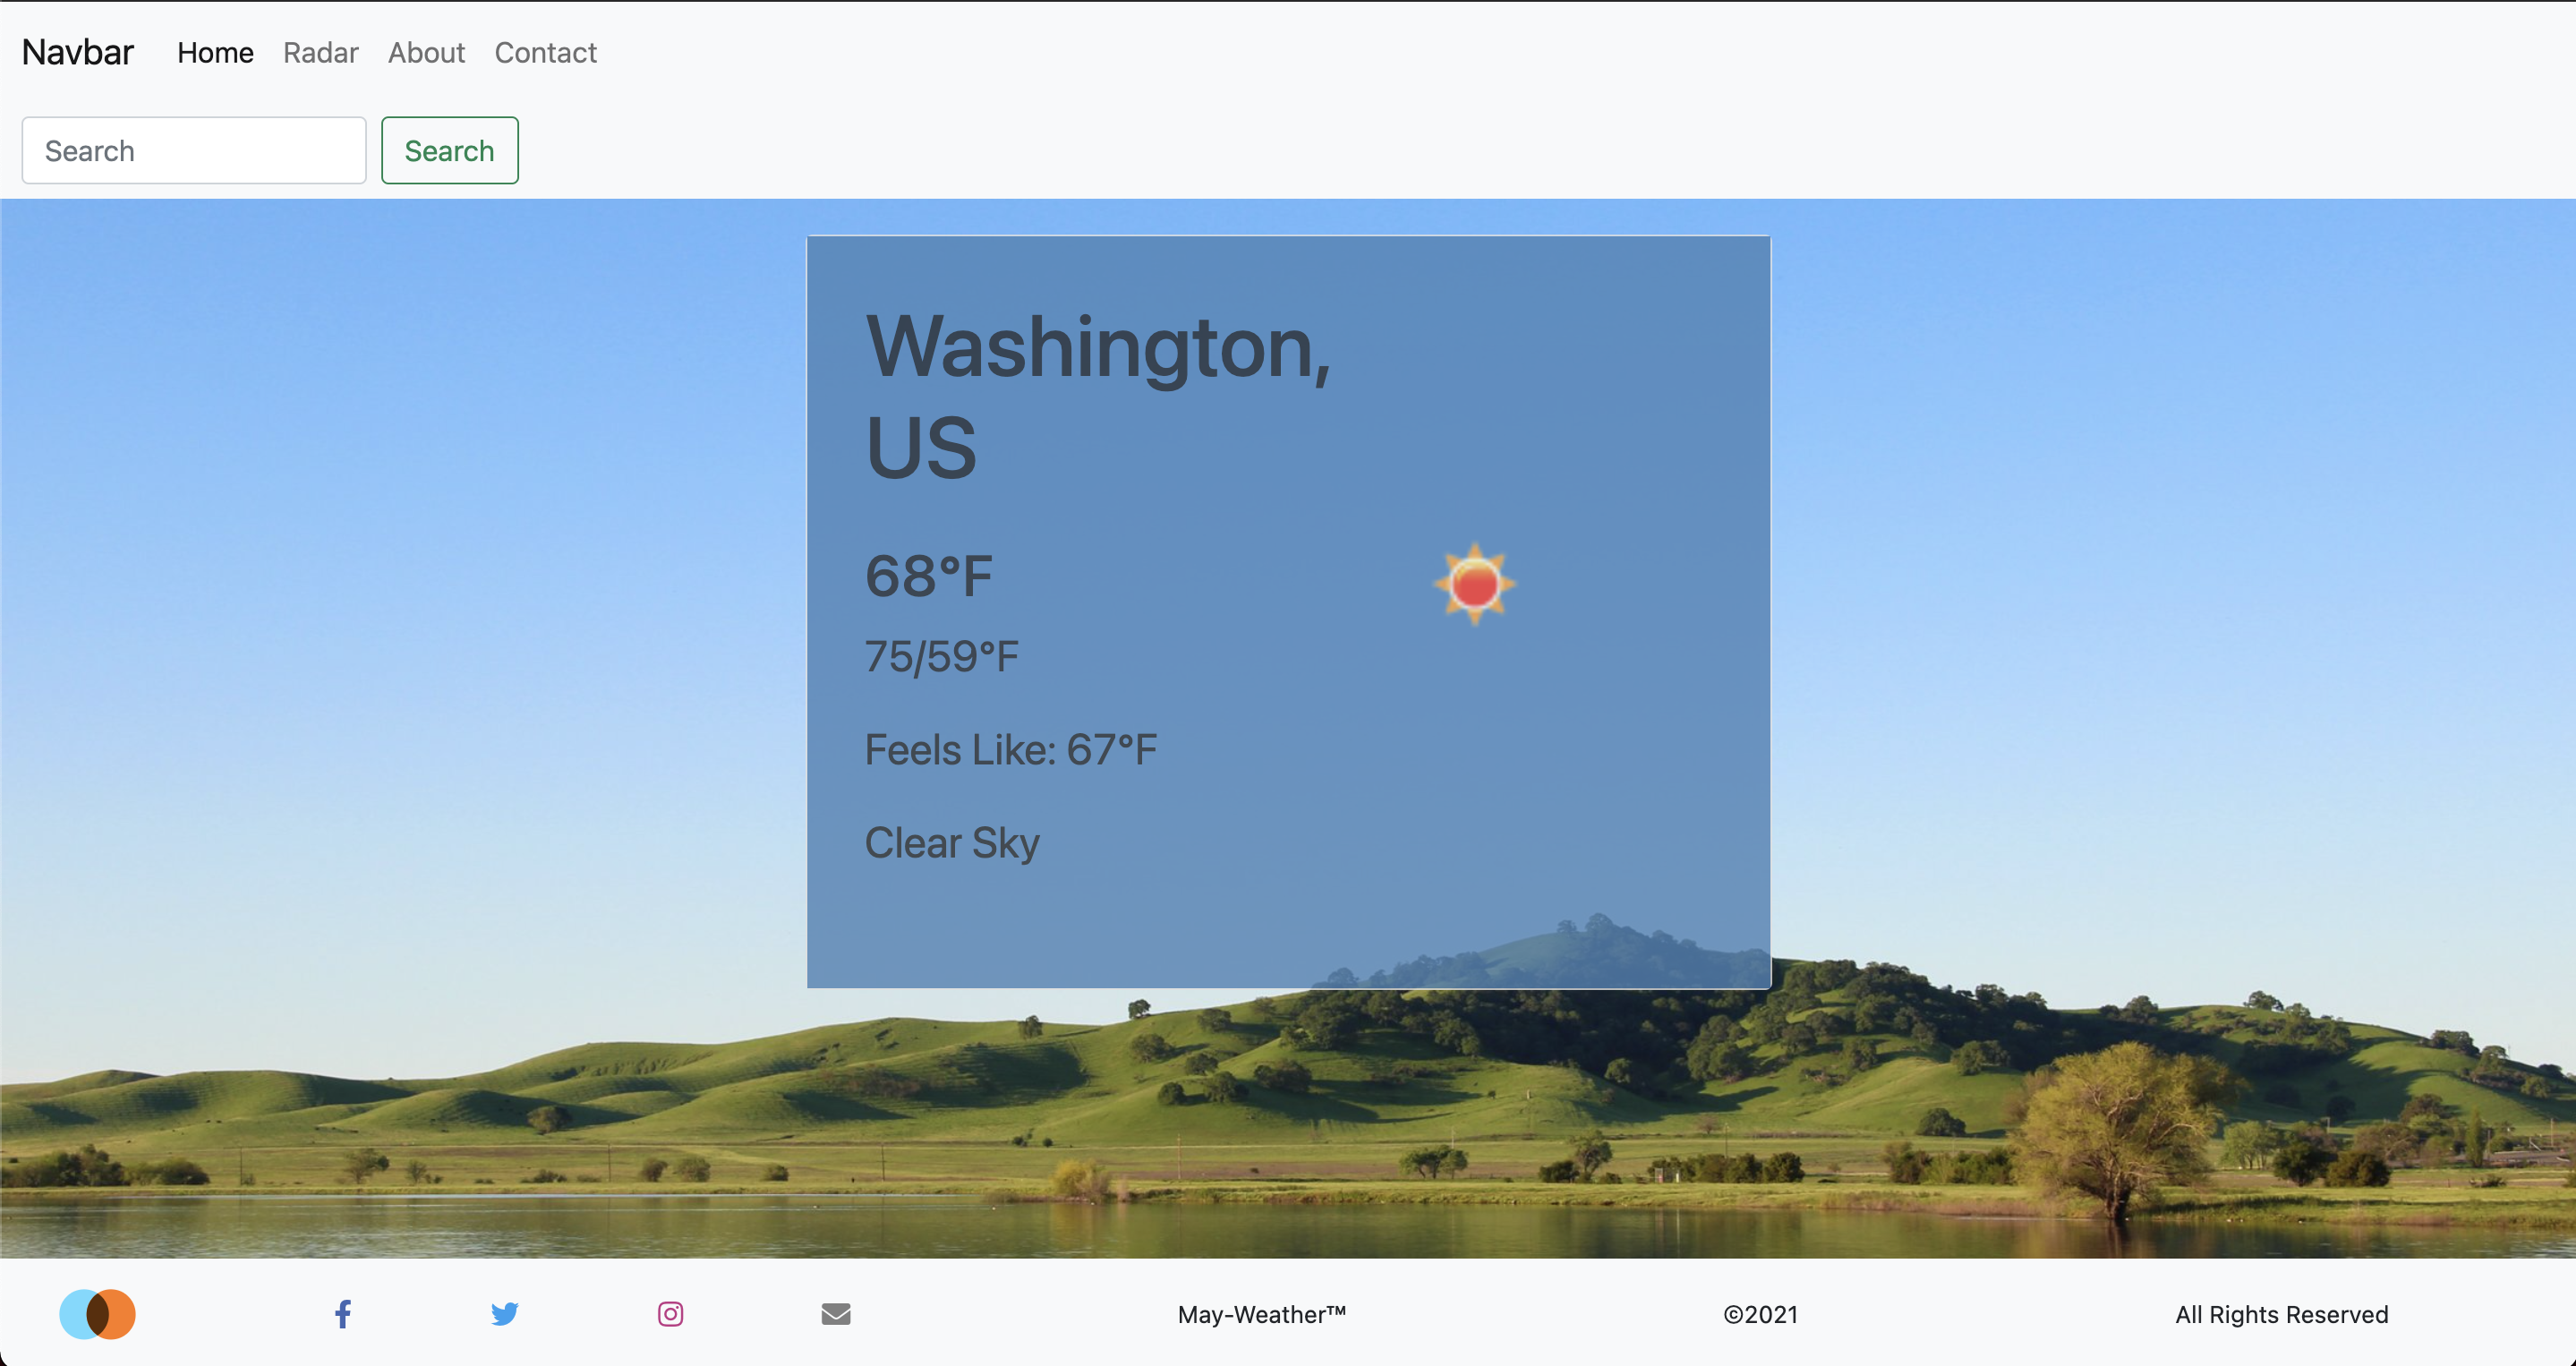 Navbar Home Radar About Contact
Search Search
Washington,
US
68°F
75/59°F
Feels Like: 67°F
Clear Sky
May-Weather™ ©2021 All Rights Reserved